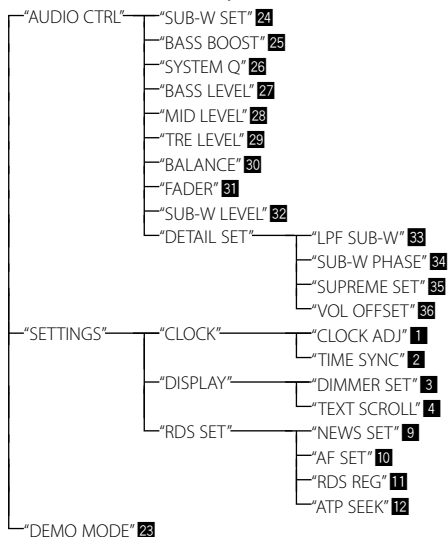 “AUDIO CTRL” “SUB-W SET” 24
“BASS BOOST” 25
“SYSTEM Q” 26
“BASS LEVEL” 27
“MID LEVEL” 28
“TRE LEVEL” 29
“BALANCE” 30
“FADER” 31
“SUB-W LEVEL” 32
“DETAIL SET” “LPF SUB-W” 33
“SUB-W PHASE” 34
“SUPREME SET” 35
“VOL OFFSET” 36
“SETTINGS” “CLOCK” “CLOCK ADJ” 1
“TIME SYNC” 2
“DISPLAY” “DIMMER SET” 3
“TEXT SCROLL” 4
“RDS SET” “NEWS SET” 9
“AF SET” 10
“RDS REG” 11
“ATP SEEK” 12
“DEMO MODE” 23